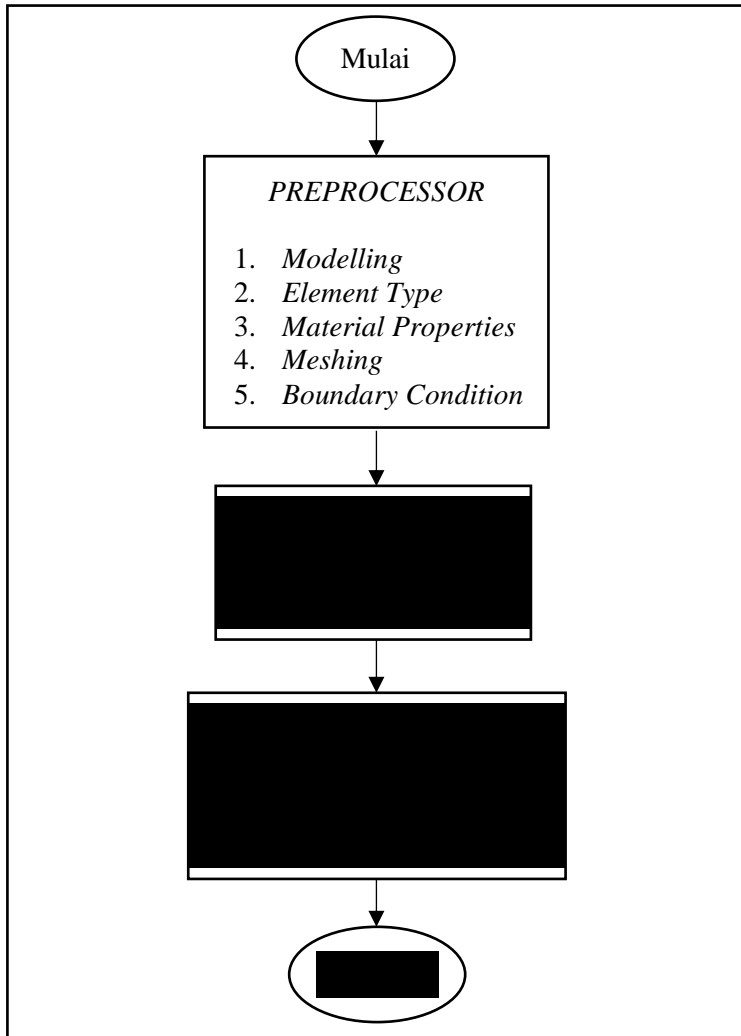 Mulai
PREPROCESSOR
1. Modelling
2. Element Type
3. Material Properties
4. Meshing
5. Boundary Condition